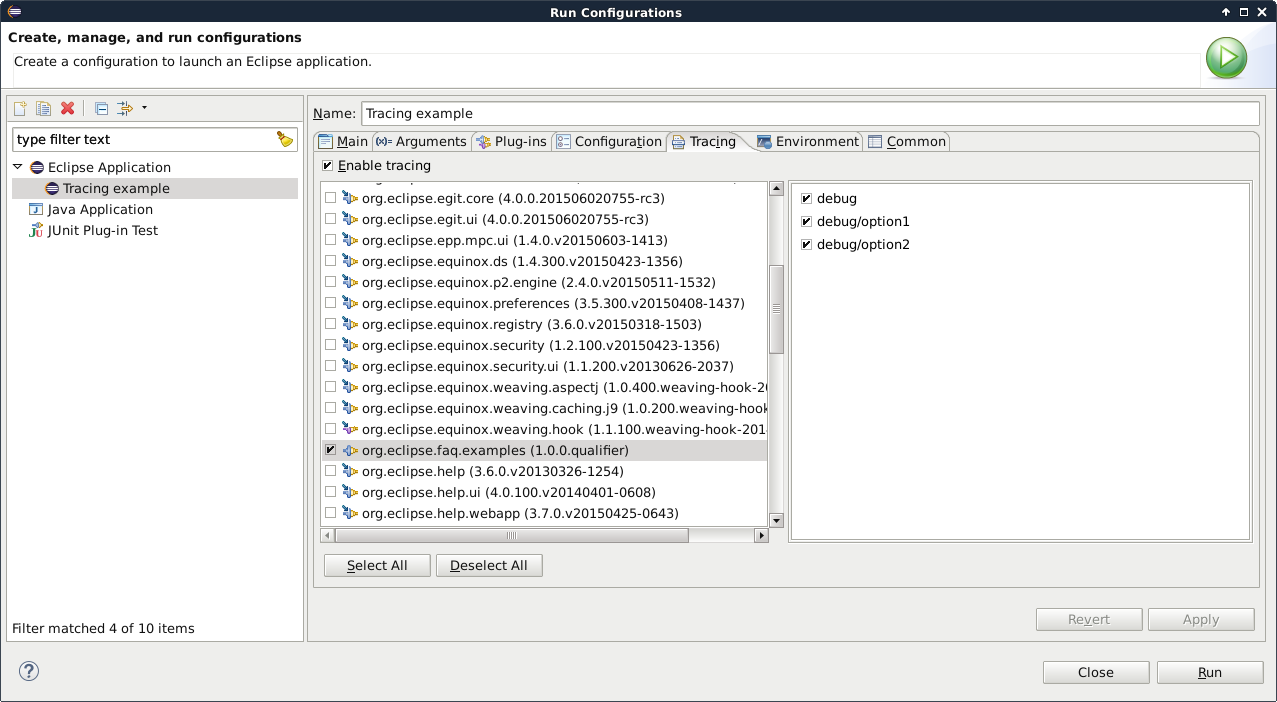 Run Configurations
Create, manage, and run configurations
Create a configuration to launch an Eclipse application.
type filter text
Eclipse Application
Tracing example
Java Application
JUnit Plug-in Test
Filter matched 4 of 10 items
Name: Tracing example
Main (x)= Arguments Plug-ins Configuration Tracing Environment Common
Enable tracing
org.eclipse.egit.core (4.0.0.201506020755-rc3)
org.eclipse.egit.ui (4.0.0.201506020755-rc3)
org.eclipse.epp.mpc.ui (1.4.0.v20150603-1413)
org.eclipse.equinox.ds (1.4.300.v20150423-1356)
org.eclipse.equinox.p2.engine (2.4.0.v20150511-1532)
org.eclipse.equinox.preferences (3.5.300.v20150408-1437)
org.eclipse.equinox.registry (3.6.0.v20150318-1503)
org.eclipse.equinox.security (1.2.100.v20150423-1356)
org.eclipse.equinox.security.ui (1.1.200.v20130626-2037)
org.eclipse.equinox.weaving.aspectj (1.0.400.weaving-hook-20
org.eclipse.equinox.weaving.caching.j9 (1.0.200.weaving-hook
org.eclipse.equinox.weaving.hook (1.1.100.weaving-hook-201
org.eclipse.faq.examples (1.0.0.qualifier)
org.eclipse.help (3.6.0.v20130326-1254)
org.eclipse.help.ui (4.0.100.v20140401-0608)
org.eclipse.help.webapp (3.7.0.v20150425-0643)
debug
debug/option1
debug/option2
Select All Deselect All
Revert Apply
? Close Run